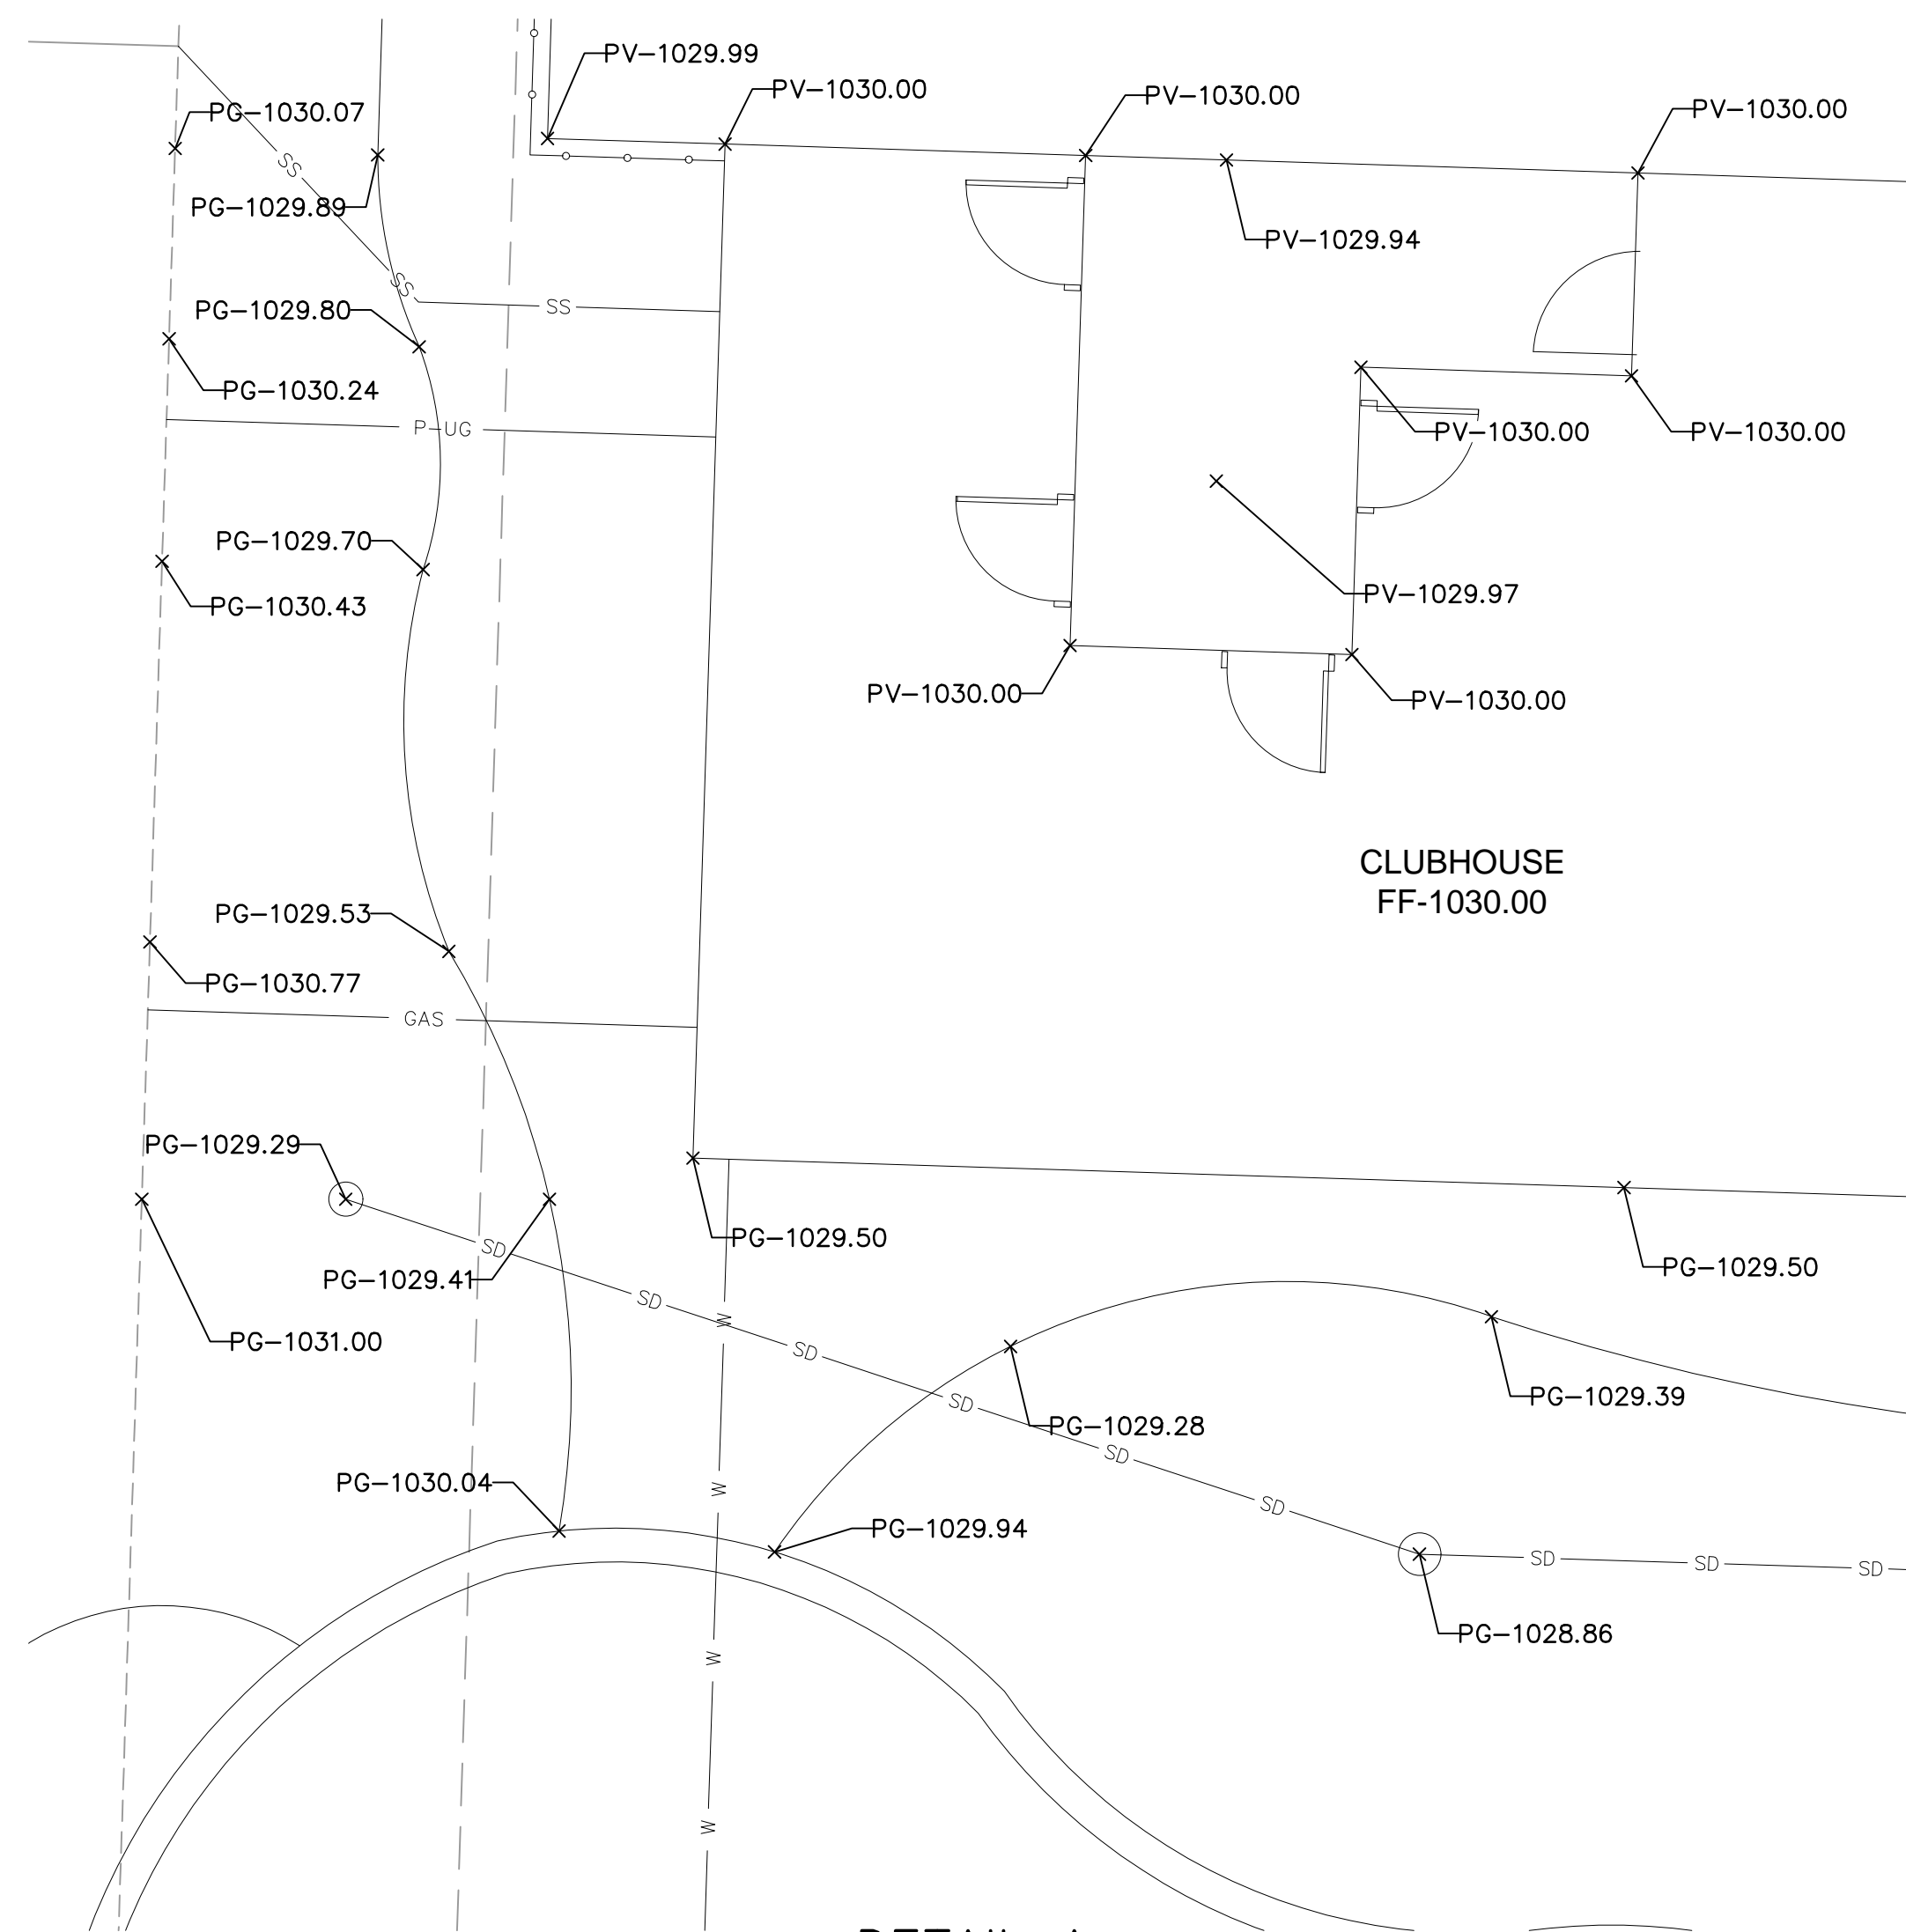 PV-1029.99
PV-1030.00
PV-1030.00
PV-1030.00
PG-1030.07
SS
PG-1029.89
PV-1029.94
SS
PG-1029.80
SS
PG-1030.24
P-UG
PV-1030.00
PV-1030.00
PG-1029.70
PG-1030.43
PV-1029.97
PV-1030.00
PV-1030.00
CLUBHOUSE
FF-1030.00
PG-1029.53
PG-1030.77
GAS
PG-1029.29
PG-1029.50
SD
PG-1029.41
PG-1029.50
SD
W
PG-1031.00
SD
PG-1029.39
SD
PG-1029.28
SD
PG-1030.04
W
SD
PG-1029.94
SD
SD
SD
PG-1028.86
W
W